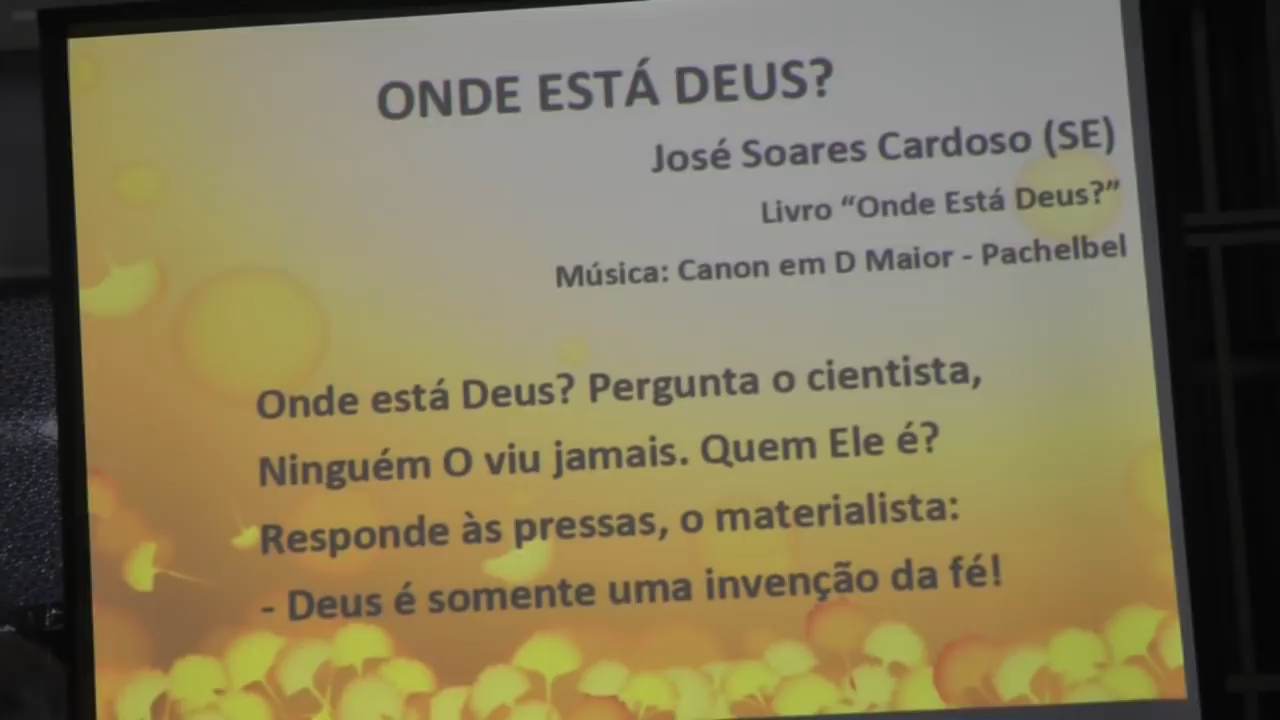 ONDE ESTÁ DEUS?
José Soares Cardoso (SE)
Livro “Onde Está Deus?”
Música: Canon em D Maior - Pachelbel
Onde está Deus? Pergunta o cientista,
Ninguém O viu jamais. Quem Ele é?
Responde às pressas, o materialista:
- Deus é somente uma invenção da fé!